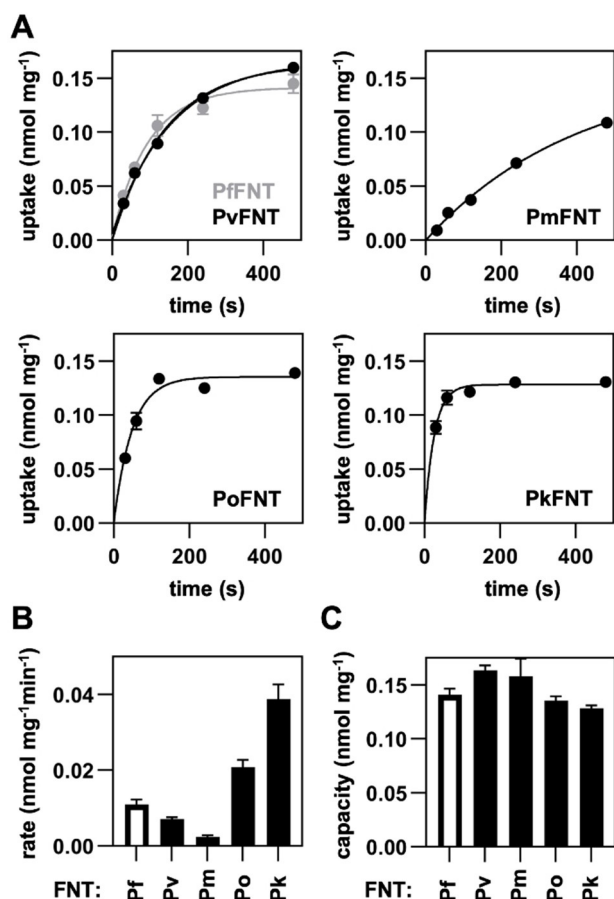 A
uptake (nmol mg⁻¹)
0.15
0.10
0.05
0.00
PfFNT
PvFNT
0 200 400
time (s)
uptake (nmol mg⁻¹)
0.15
0.10
0.05
0.00
PmFNT
0 200 400
time (s)
uptake (nmol mg⁻¹)
0.15
0.10
0.05
0.00
PoFNT
0 200 400
time (s)
uptake (nmol mg⁻¹)
0.15
0.10
0.05
0.00
PkFNT
0 200 400
time (s)
B
rate (nmol mg⁻¹min⁻¹)
0.04
0.02
0.00
FNT: Pf Pv Pm Po Pk
C
capacity (nmol mg⁻¹)
0.15
0.10
0.05
0.00
FNT: Pf Pv Pm Po Pk